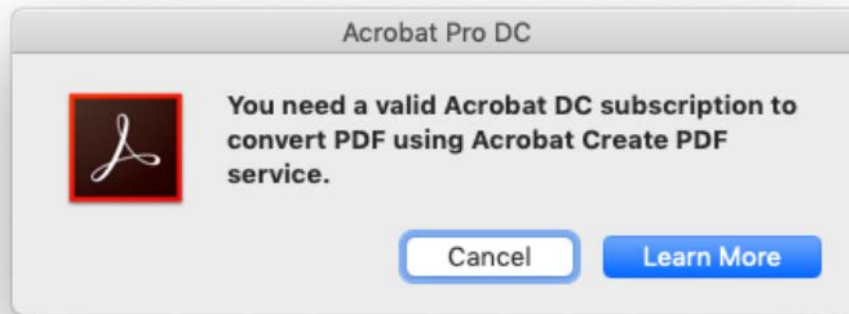 Acrobat Pro DC
You need a valid Acrobat DC subscription to
convert PDF using Acrobat Create PDF
service.
Cancel
Learn More